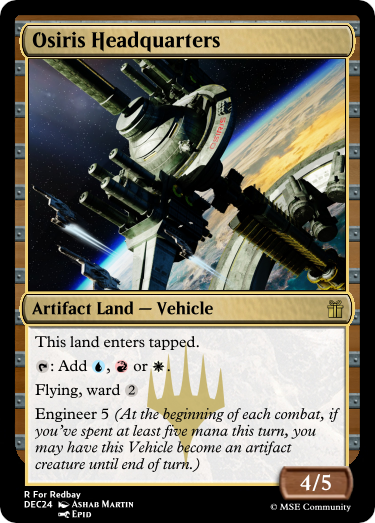 Osiris Headquarters
OSIRIS
Artifact Land — Vehicle
This land enters tapped.
: Add , or .
Flying, ward 2
Engineer 5 (At the beginning of each combat, if
you've spent at least five mana this turn, you
may have this Vehicle become an artifact
creature until end of turn.)
4/5
R For Redbay
DEC24 Ashab Martin
Epid
© MSE Community